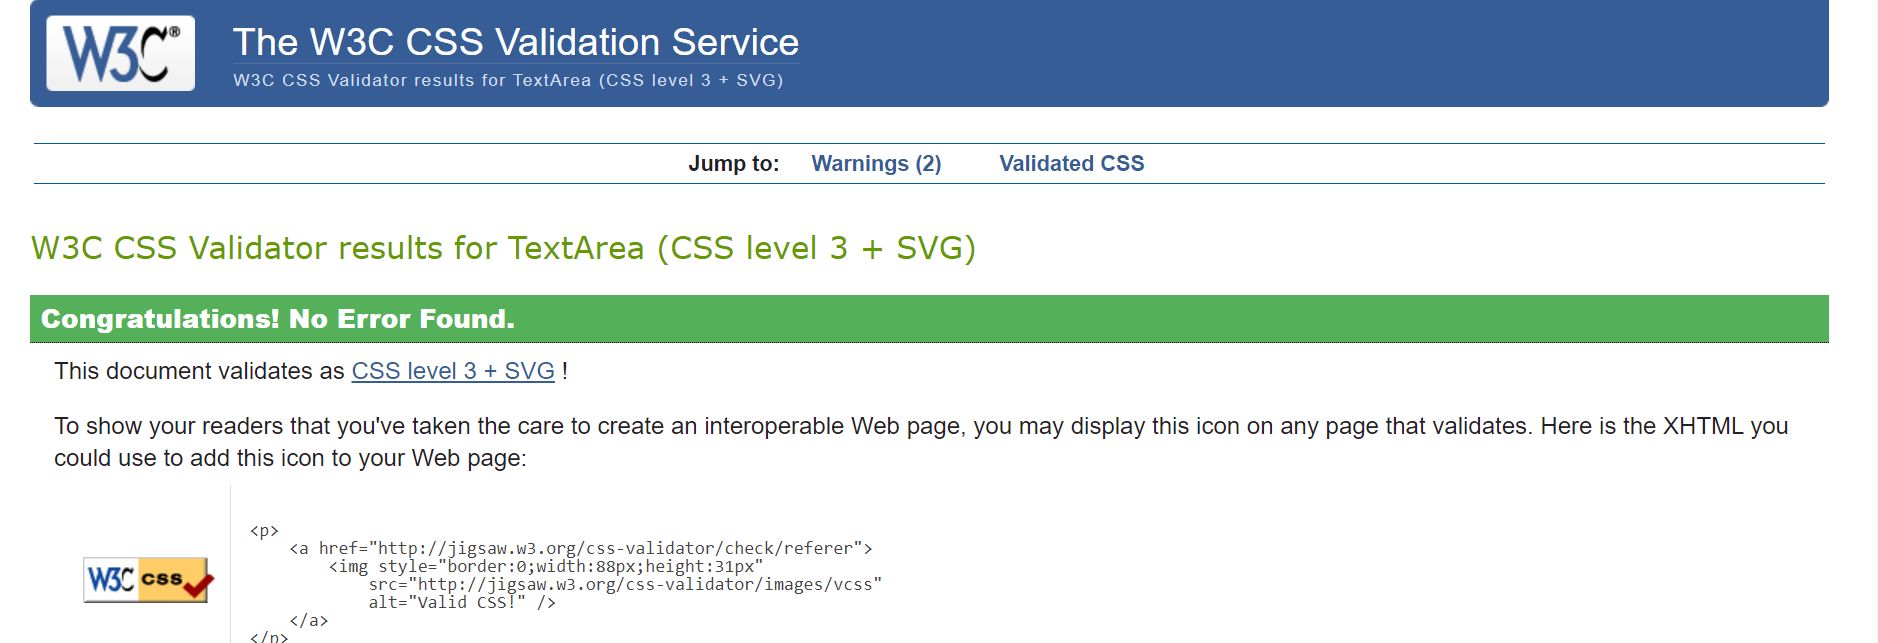 W3C®
The W3C CSS Validation Service
W3C CSS Validator results for TextArea (CSS level 3 + SVG)
Jump to: Warnings (2) Validated CSS
W3C CSS Validator results for TextArea (CSS level 3 + SVG)
Congratulations! No Error Found.
This document validates as CSS level 3 + SVG !
To show your readers that you've taken the care to create an interoperable Web page, you may display this icon on any page that validates. Here is the XHTML you
could use to add this icon to your Web page:
W3C css
<p>
<a href="http://jigsaw.w3.org/css-validator/check/referer">
<img style="border:0;width:88px;height:31px"
src="http://jigsaw.w3.org/css-validator/images/vcss"
alt="Valid CSS!" />
</a>
</p>